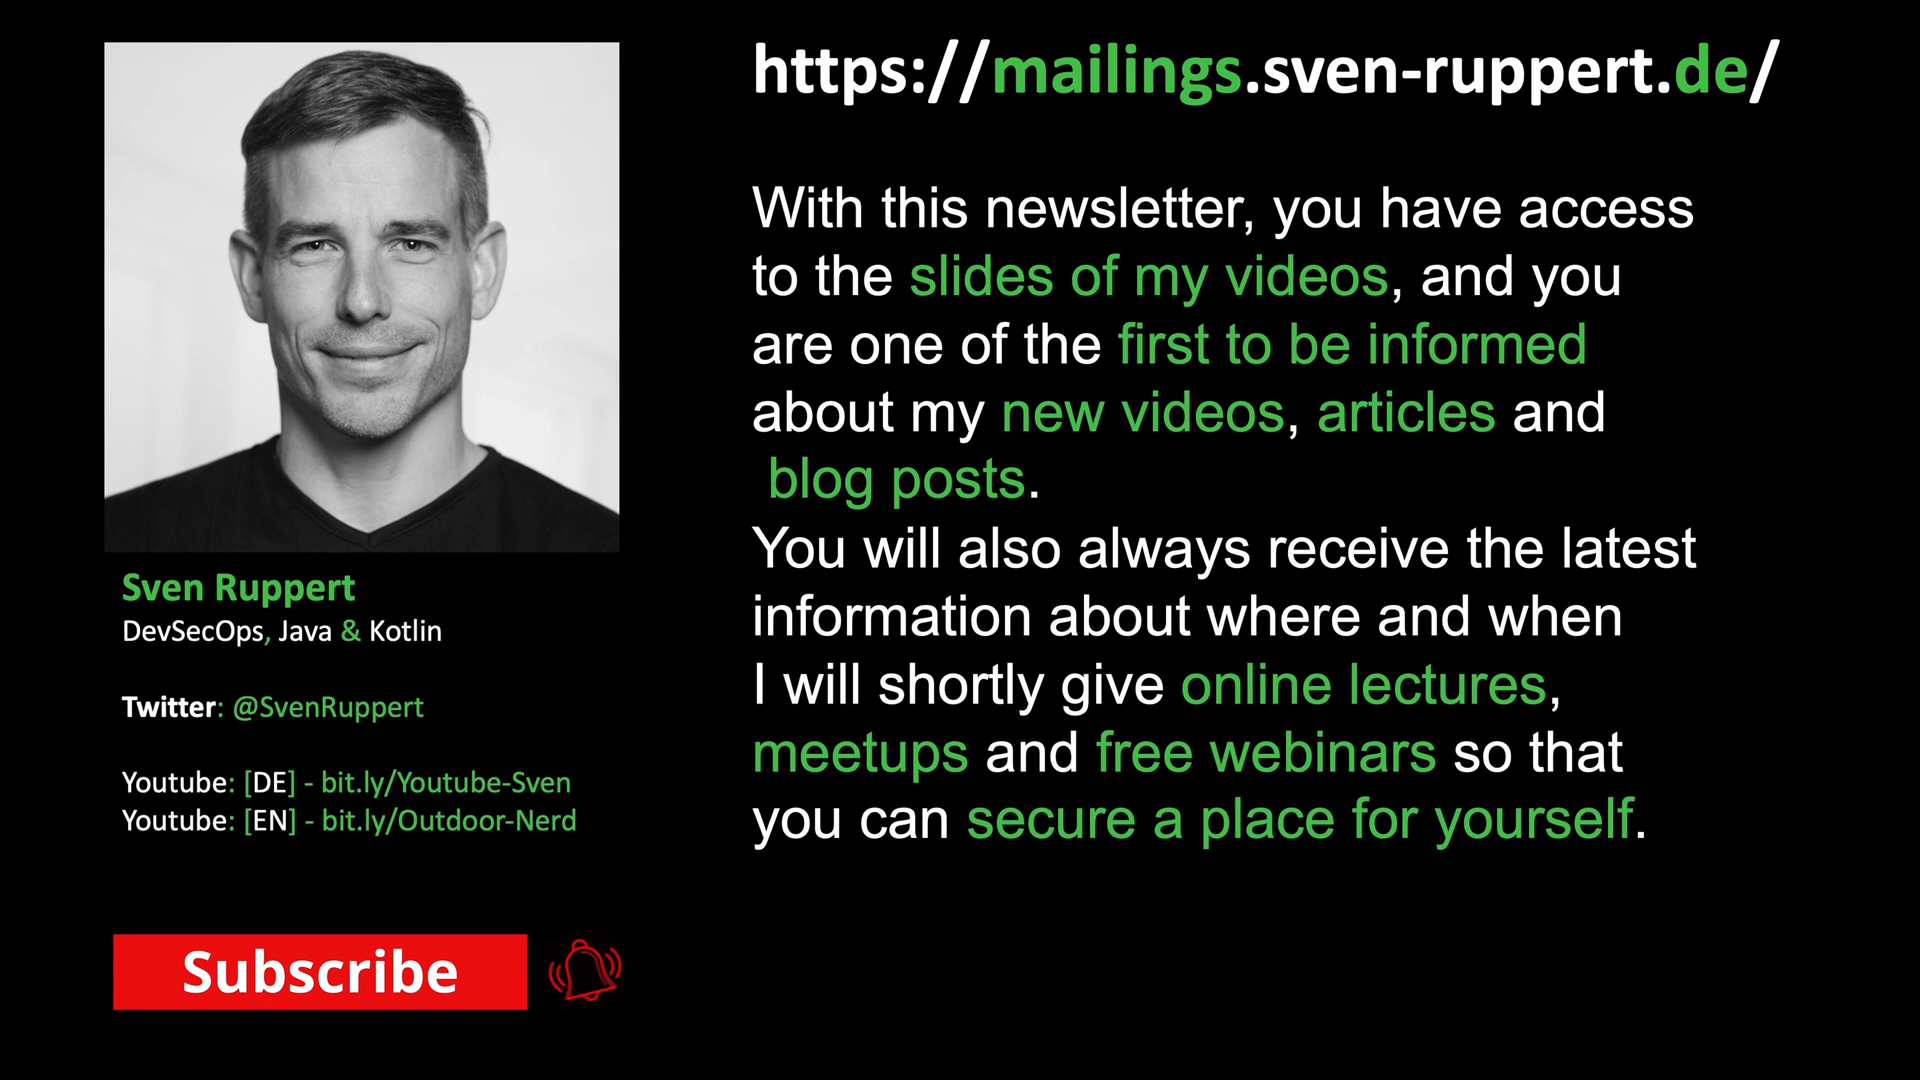 https://mailings.sven-ruppert.de/
With this newsletter, you have access
to the slides of my videos, and you
are one of the first to be informed
about my new videos, articles and
blog posts.
You will also always receive the latest
information about where and when
I will shortly give online lectures,
meetups and free webinars so that
you can secure a place for yourself.
Sven Ruppert
DevSecOps, Java & Kotlin
Twitter: @SvenRuppert
Youtube: [DE] - bit.ly/Youtube-Sven
Youtube: [EN] - bit.ly/Outdoor-Nerd
Subscribe